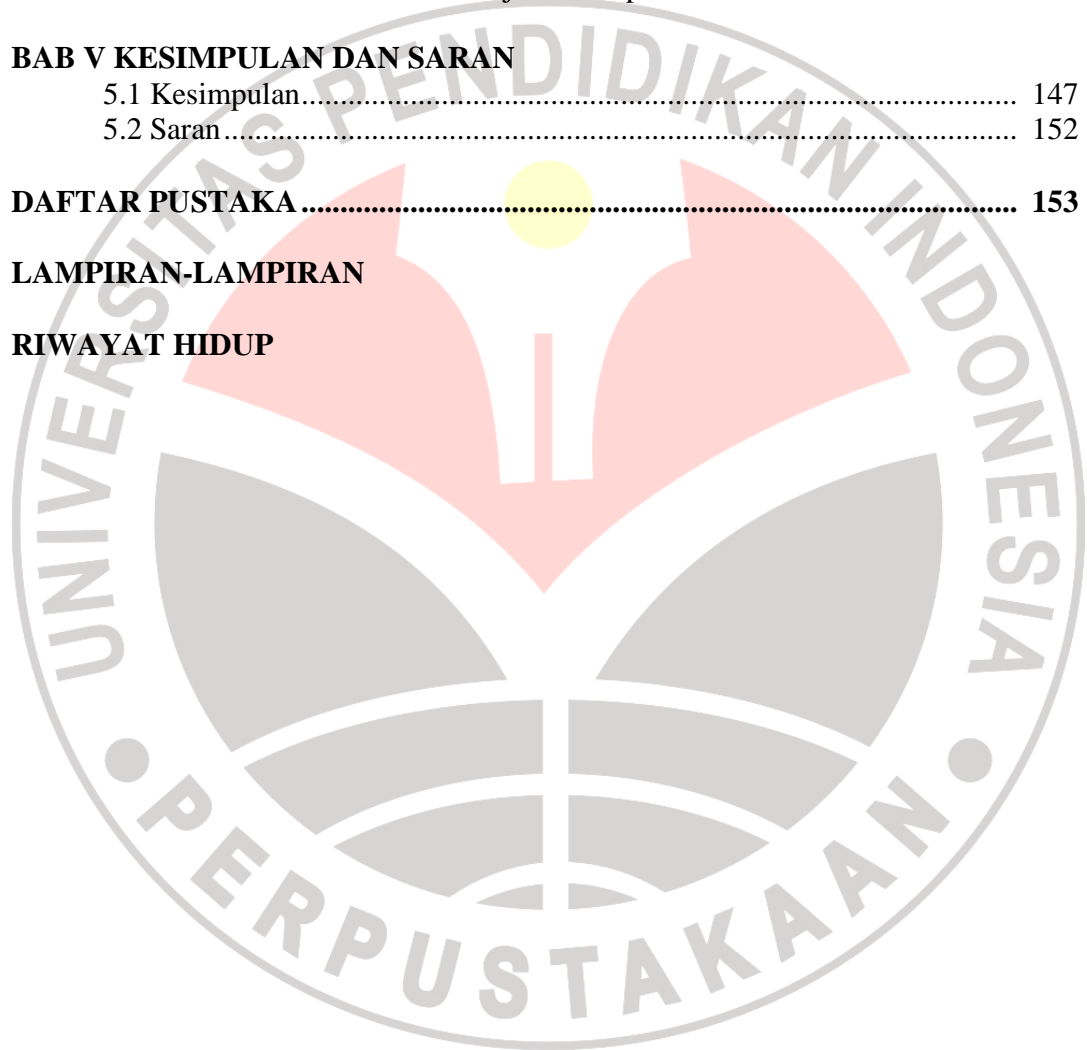 BAB V KESIMPULAN DAN SARAN
5.1 Kesimpulan............................................................................................ 147
5.2 Saran...................................................................................................... 152
DAFTAR PUSTAKA............................................................................................ 153
LAMPIRAN-LAMPIRAN
RIWAYAT HIDUP
UNIVERSITAS PENDIDIKAN INDONESIA
PERPUSTAKAAN